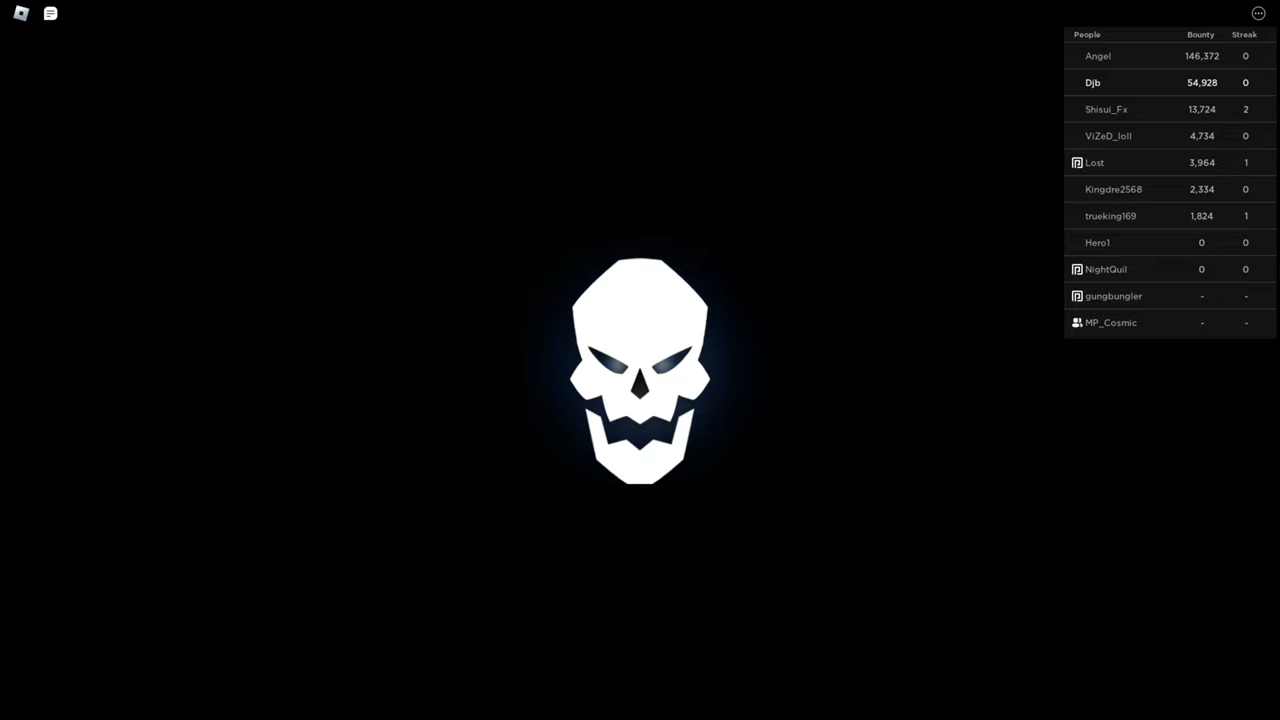 People Bounty Streak
Angel 146,372 0
Djb 54,928 0
Shisui_Fx 13,724 2
ViZeD_loll 4,734 0
Lost 3,964 1
Kingdre2568 2,334 0
trueking169 1,824 1
Hero1 0 0
NightQuil 0 0
gungbungler - -
MP_Cosmic - -